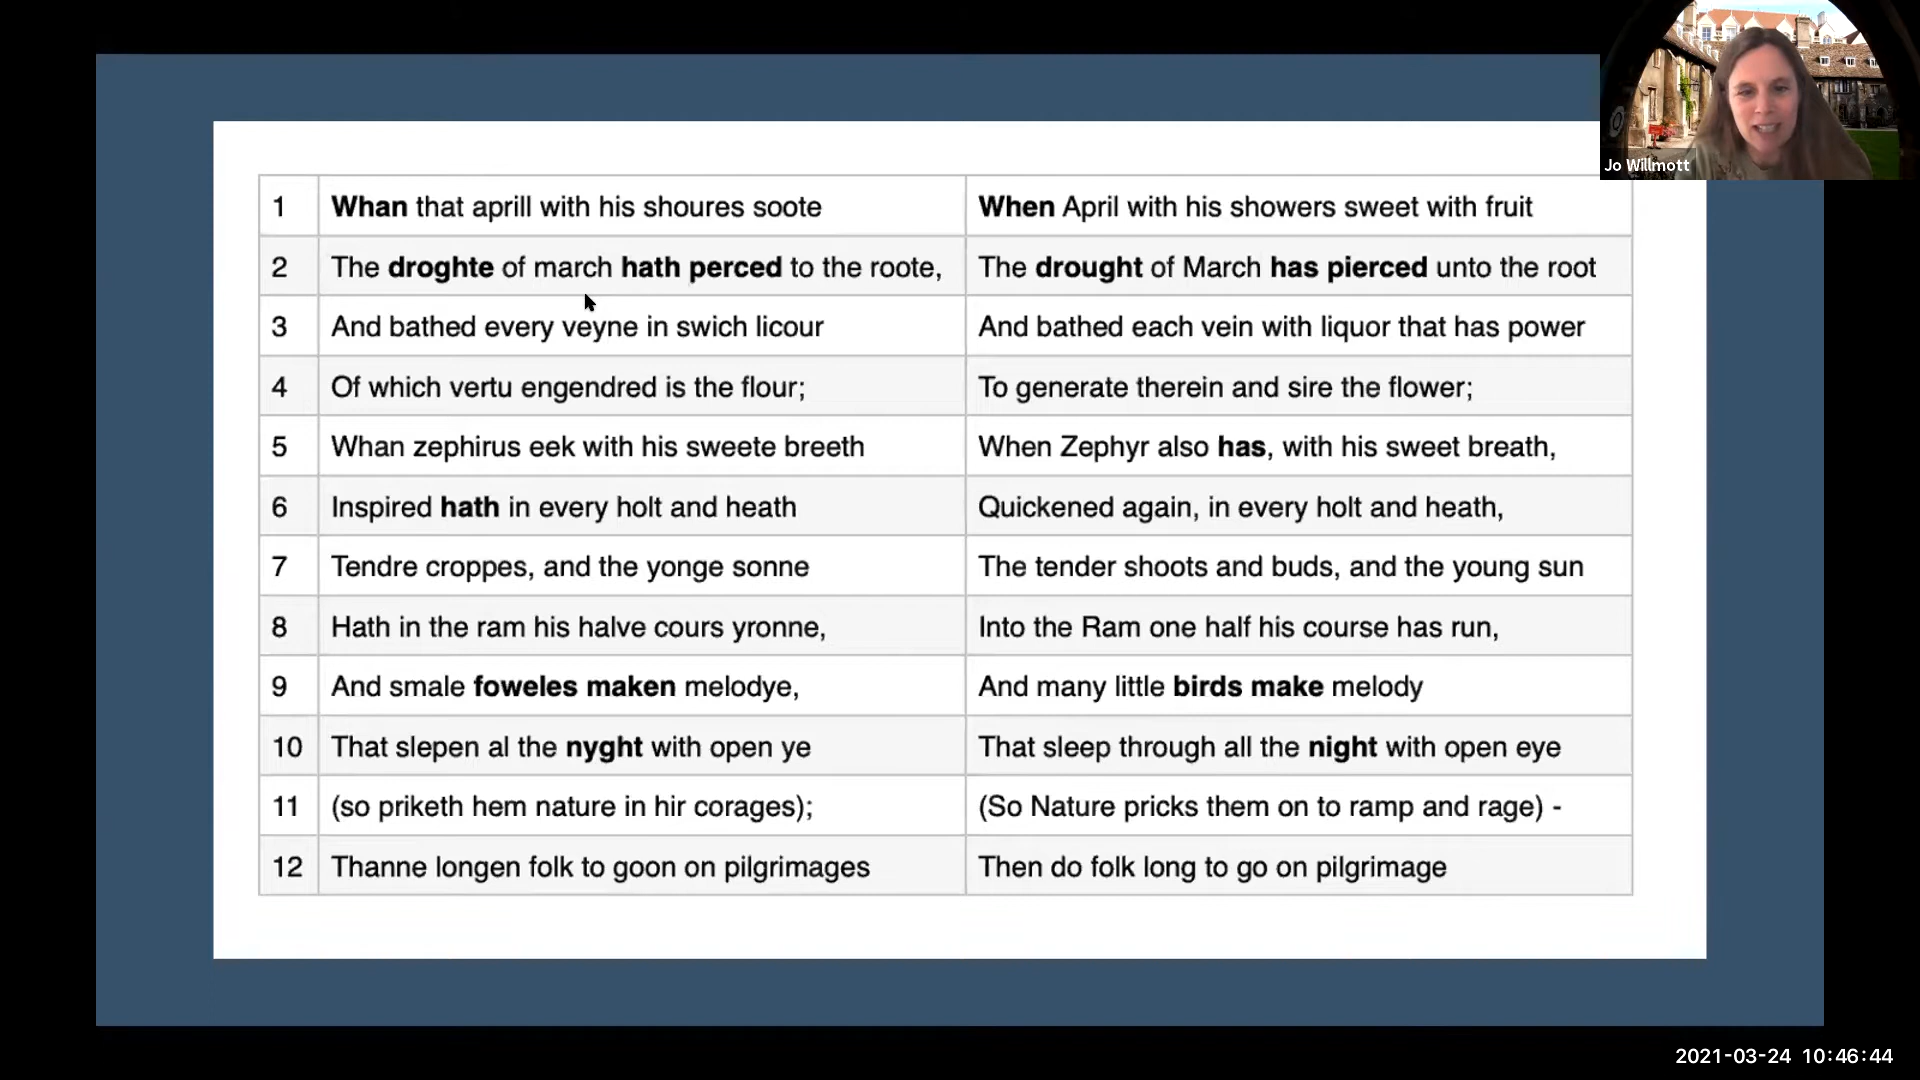 Jo Willmott
1 Whan that aprill with his shoures soote When April with his showers sweet with fruit
2 The droghte of march hath perced to the roote, The drought of March has pierced unto the root
3 And bathed every veyne in swich licour And bathed each vein with liquor that has power
4 Of which vertu engendred is the flour; To generate therein and sire the flower;
5 Whan zephirus eek with his sweete breeth When Zephyr also has, with his sweet breath,
6 Inspired hath in every holt and heath Quickened again, in every holt and heath,
7 Tendre croppes, and the yonge sonne The tender shoots and buds, and the young sun
8 Hath in the ram his halve cours yronne, Into the Ram one half his course has run,
9 And smale foweles maken melodye, And many little birds make melody
10 That slepen al the nyght with open ye That sleep through all the night with open eye
11 (so priketh hem nature in hir corages); (So Nature pricks them on to ramp and rage) -
12 Thanne longen folk to goon on pilgrimages Then do folk long to go on pilgrimage
2021-03-24 10:46:44